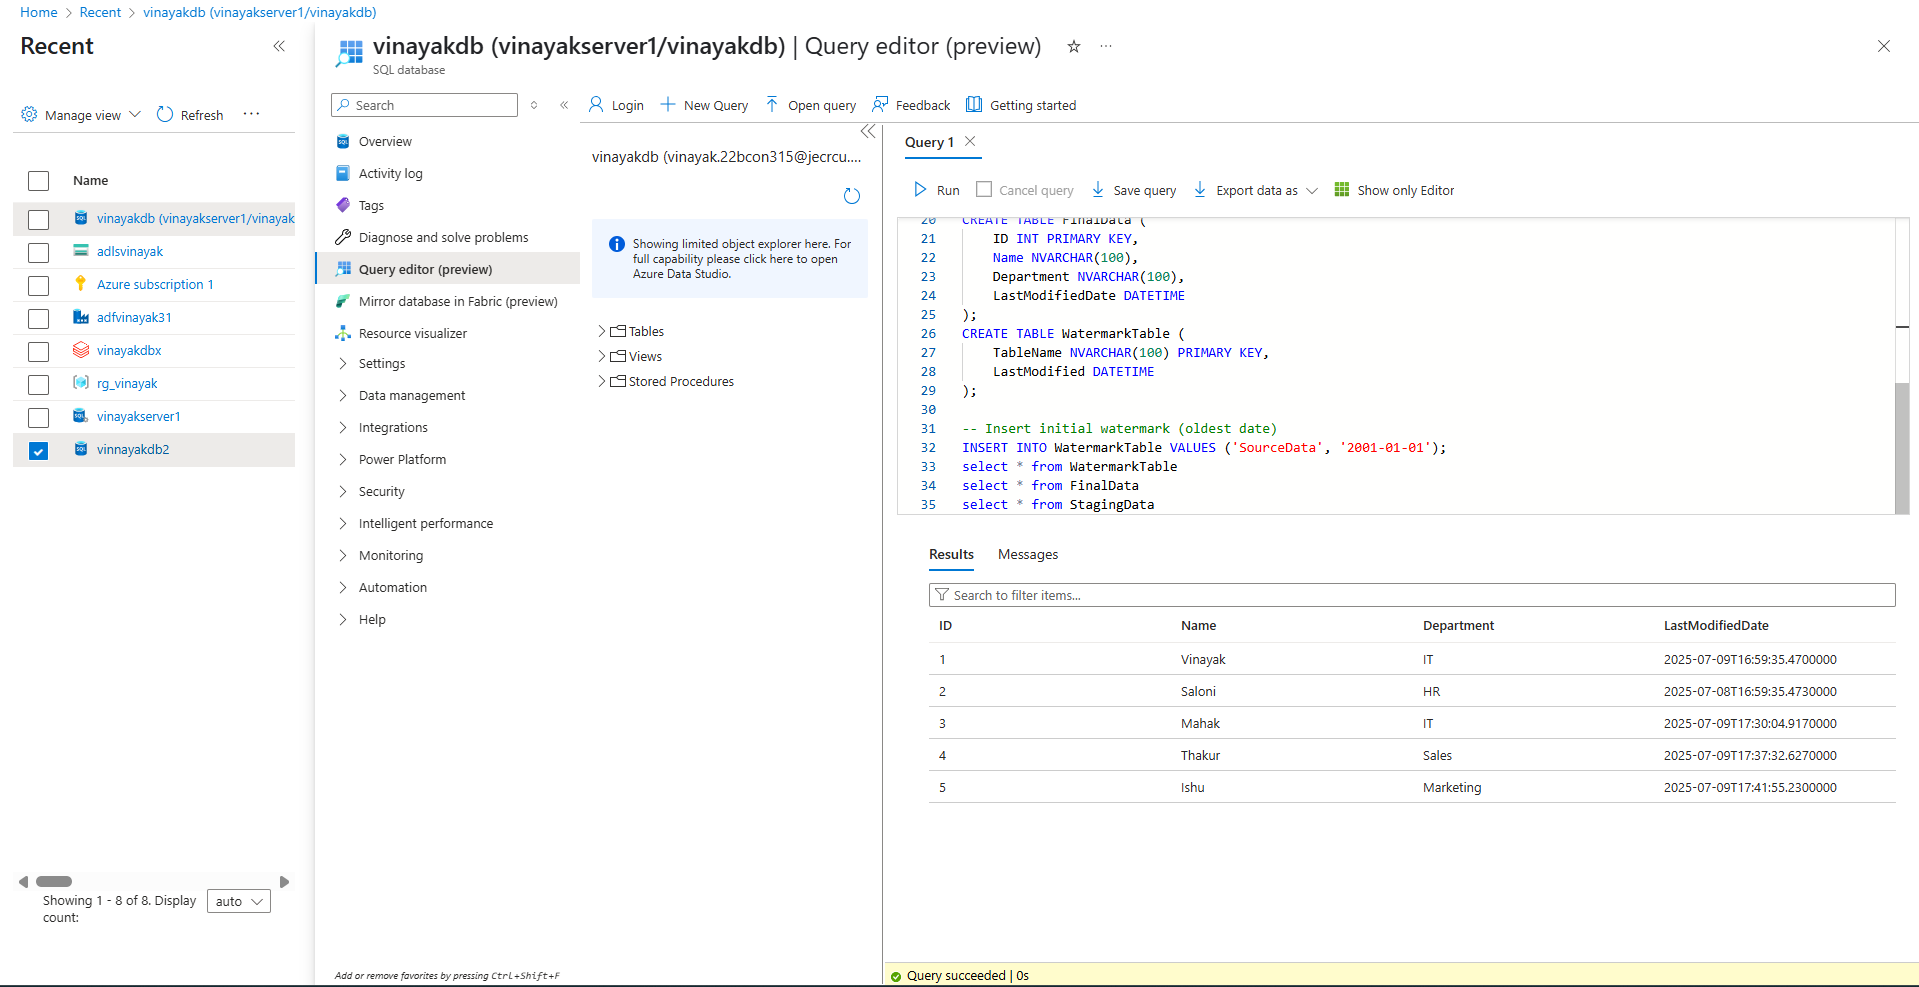 Home > Recent > vinayakdb (vinayakserver1/vinayakdb)
Recent
Manage view
Refresh
Name
vinayakdb (vinayakserver1/vinayak
adlsvinayak
Azure subscription 1
adfvinayak31
vinayakdbx
rg_vinayak
vinayakserver1
vinnayakdb2
Showing 1 - 8 of 8. Display
count:
auto
vinayakdb (vinayakserver1/vinayakdb) | Query editor (preview)
SQL database
Search
Overview
Activity log
Tags
Diagnose and solve problems
Query editor (preview)
Mirror database in Fabric (preview)
Resource visualizer
Settings
Data management
Integrations
Power Platform
Security
Intelligent performance
Monitoring
Automation
Help
Add or remove favorites by pressing Ctrl+Shift+F
Login
New Query
Open query
Feedback
Getting started
vinayakdb (vinayak.22bcon315@jecrcu....
Showing limited object explorer here. For
full capability please click here to open
Azure Data Studio.
Tables
Views
Stored Procedures
Query 1
Run
Cancel query
Save query
Export data as
Show only Editor
20 CREATE TABLE FinalData (
21 ID INT PRIMARY KEY,
22 Name NVARCHAR(100),
23 Department NVARCHAR(100),
24 LastModifiedDate DATETIME
25 );
26 CREATE TABLE WatermarkTable (
27 TableName NVARCHAR(100) PRIMARY KEY,
28 LastModified DATETIME
29 );
30
31 -- Insert initial watermark (oldest date)
32 INSERT INTO WatermarkTable VALUES ('SourceData', '2001-01-01');
33 select * from WatermarkTable
34 select * from FinalData
35 select * from StagingData
Results Messages
Search to filter items...
ID Name Department LastModifiedDate
1 Vinayak IT 2025-07-09T16:59:35.4700000
2 Saloni HR 2025-07-08T16:59:35.4730000
3 Mahak IT 2025-07-09T17:30:04.9170000
4 Thakur Sales 2025-07-09T17:37:32.6270000
5 Ishu Marketing 2025-07-09T17:41:55.2300000
Query succeeded | 0s